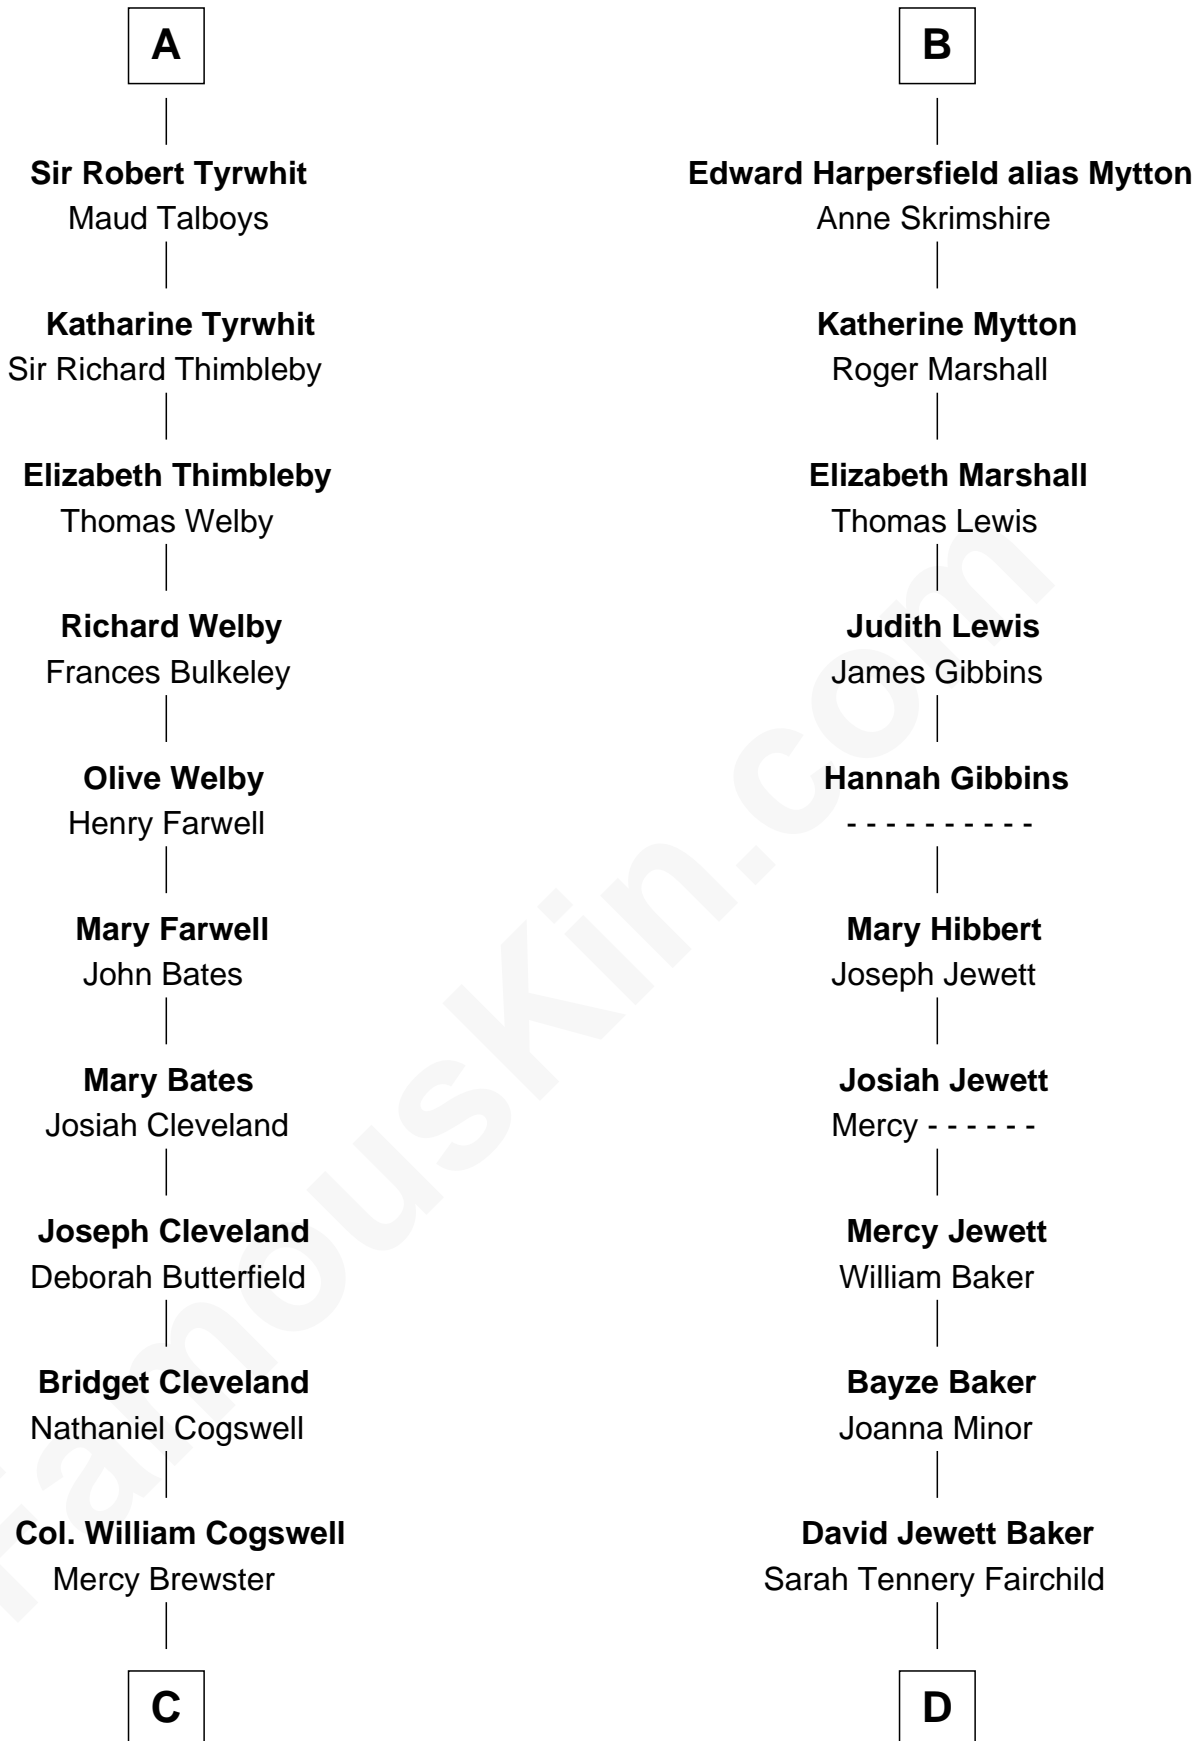 A
Sir Robert Tyrwhit
Maud Talboys
Katharine Tyrwhit
Sir Richard Thimbleby
Elizabeth Thimbleby
Thomas Welby
Richard Welby
Frances Bulkeley
Olive Welby
Henry Farwell
Mary Farwell
John Bates
Mary Bates
Josiah Cleveland
Joseph Cleveland
Deborah Butterfield
Bridget Cleveland
Nathaniel Cogswell
Col. William Cogswell
Mercy Brewster
C
B
Edward Harpersfield alias Mytton
Anne Skrimshire
Katherine Mytton
Roger Marshall
Elizabeth Marshall
Thomas Lewis
Judith Lewis
James Gibbins
Hannah Gibbins
- - - - - - - - - -
Mary Hibbert
Joseph Jewett
Josiah Jewett
Mercy - - - - - -
Mercy Jewett
William Baker
Bayze Baker
Joanna Minor
David Jewett Baker
Sarah Tennery Fairchild
D
FamousKin.com